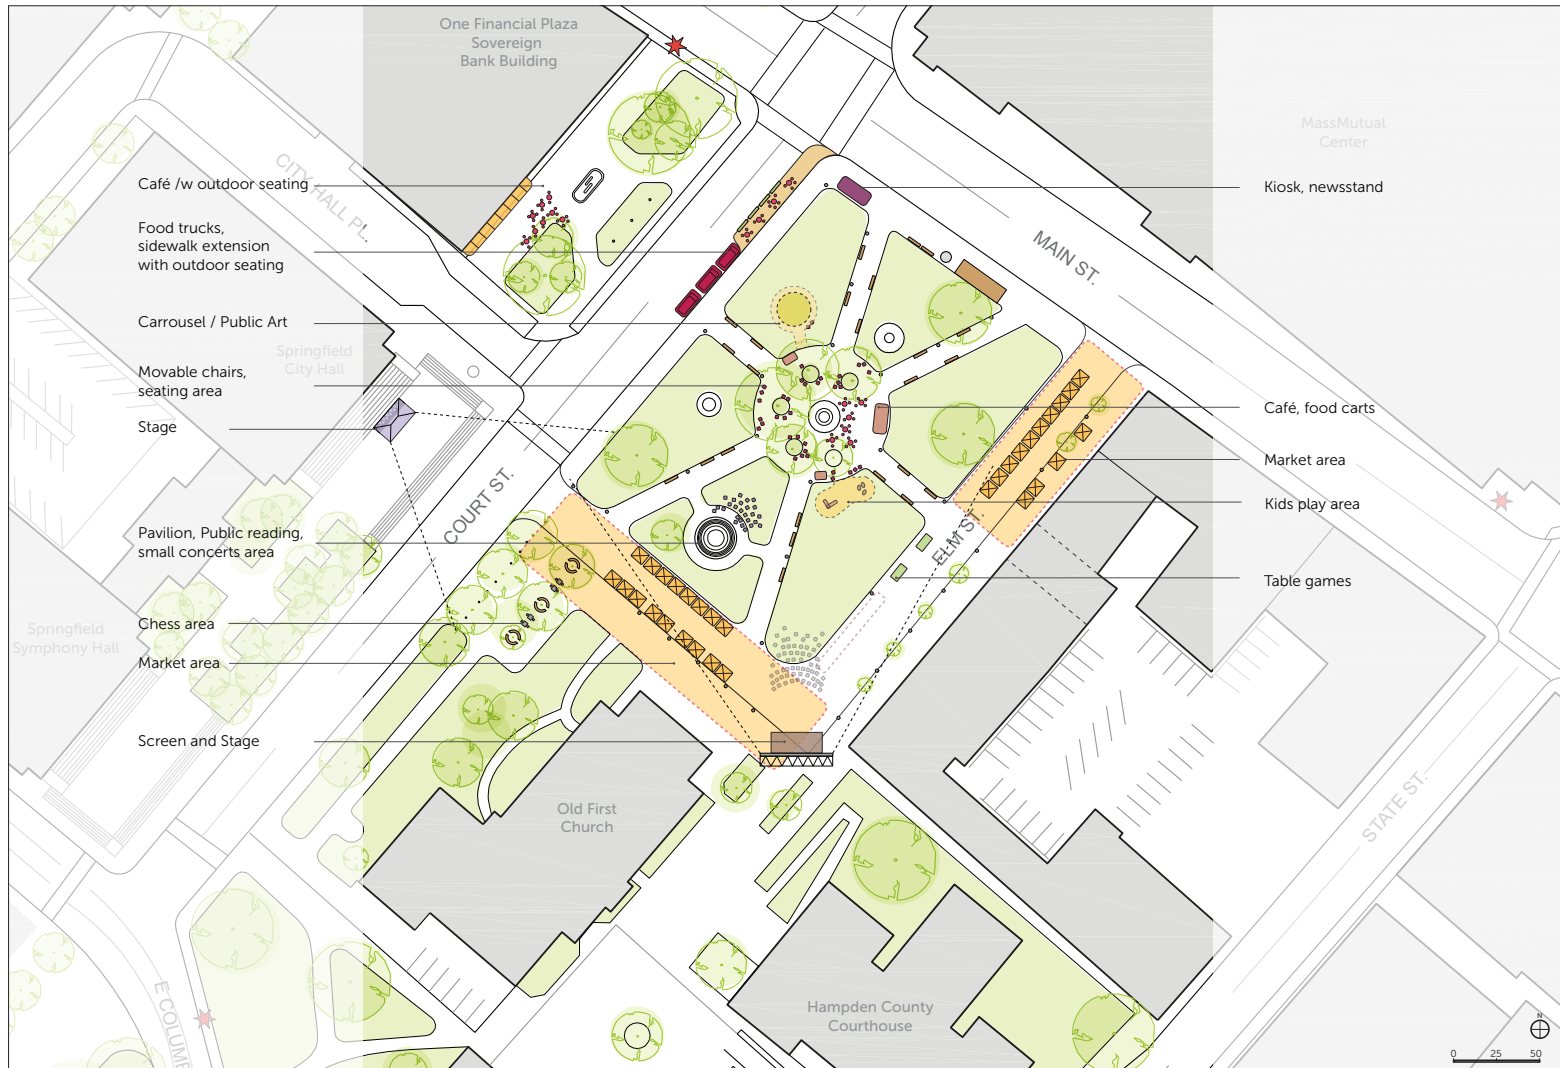 One Financial Plaza
Sovereign
Bank Building
MassMutual
Center
CITY HALL PL.
Café /w outdoor seating
Kiosk, newsstand
Food trucks,
sidewalk extension
with outdoor seating
MAIN ST.
Carrousel / Public Art
Springfield
City Hall
Movable chairs,
seating area
Café, food carts
Stage
Market area
COURT ST.
Kids play area
Pavilion, Public reading,
small concerts area
ELM ST.
Table games
Chess area
Springfield
Symphony Hall
Market area
Screen and Stage
Old First
Church
STATE ST.
E COLUMB
Hampden County
Courthouse
N
0 25 50